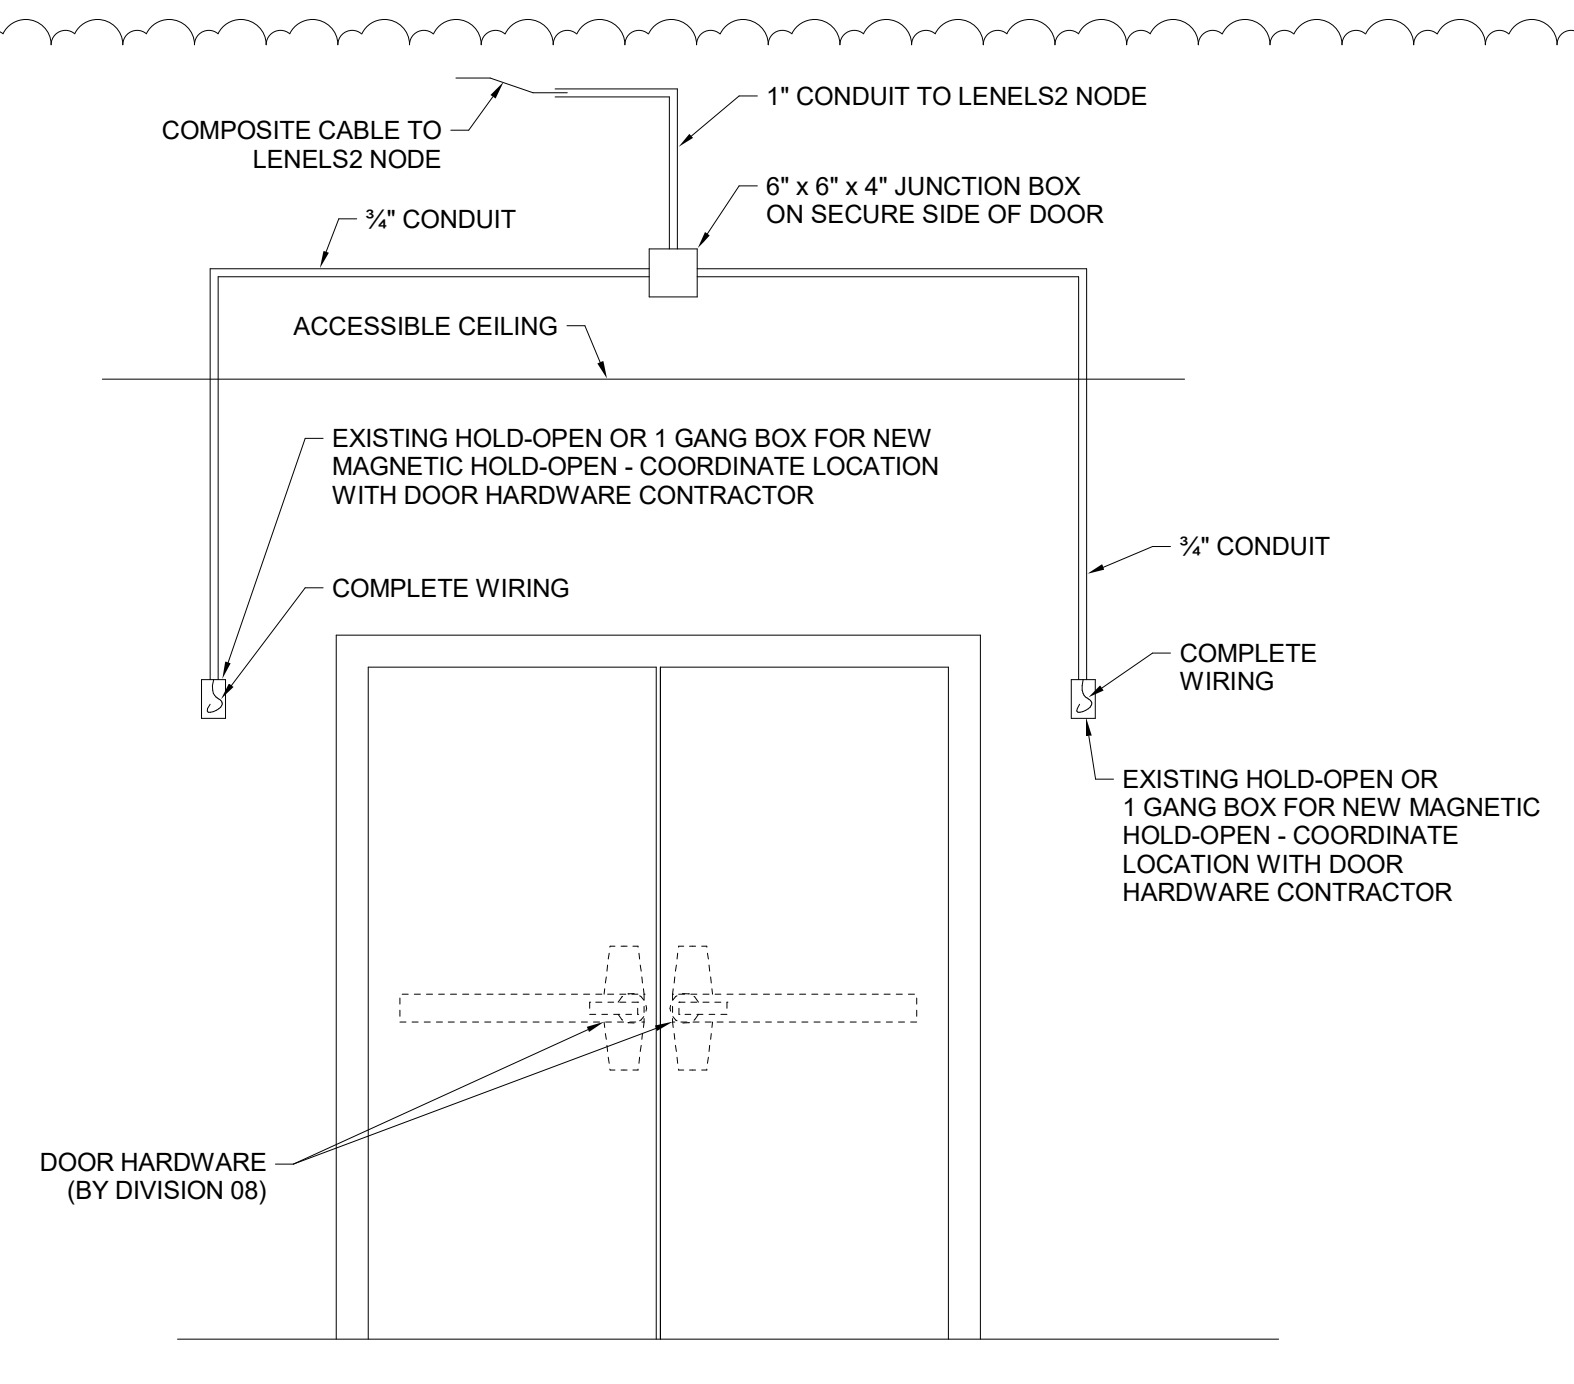 1" CONDUIT TO LENELS2 NODE
COMPOSITE CABLE TO
LENELS2 NODE
6" x 6" x 4" JUNCTION BOX
ON SECURE SIDE OF DOOR
¾" CONDUIT
ACCESSIBLE CEILING
EXISTING HOLD-OPEN OR 1 GANG BOX FOR NEW
MAGNETIC HOLD-OPEN - COORDINATE LOCATION
WITH DOOR HARDWARE CONTRACTOR
¾" CONDUIT
COMPLETE WIRING
COMPLETE
WIRING
EXISTING HOLD-OPEN OR
1 GANG BOX FOR NEW MAGNETIC
HOLD-OPEN - COORDINATE
LOCATION WITH DOOR
HARDWARE CONTRACTOR
DOOR HARDWARE
(BY DIVISION 08)